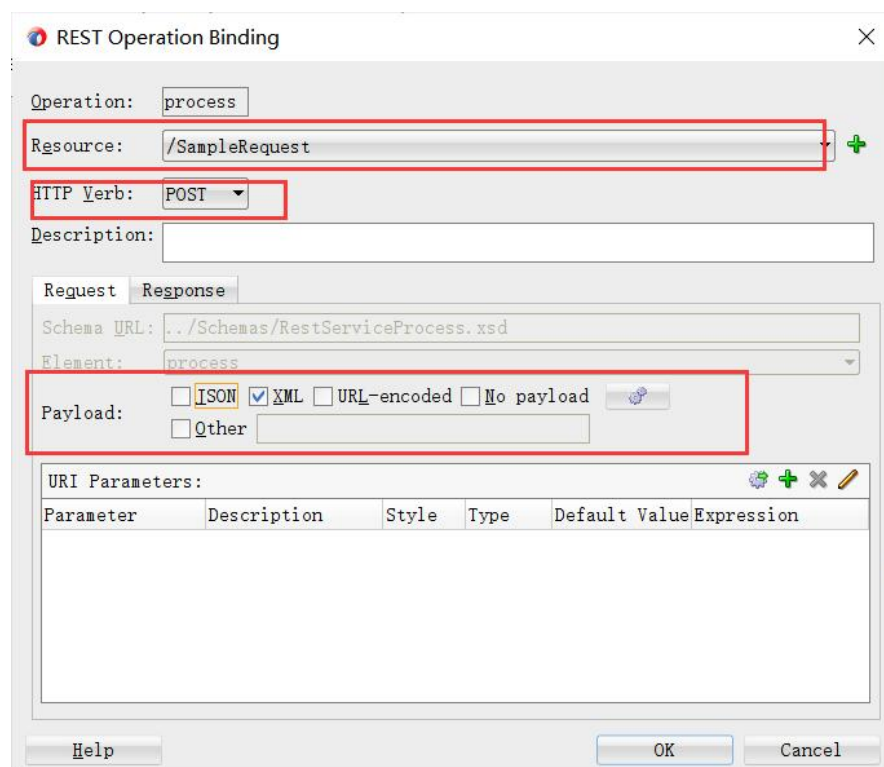 REST Operation Binding
Operation: process
Resource: /SampleRequest
HTTP Verb: POST
Description:
Request Response
Schema URL: ../Schemas/RestServiceProcess.xsd
Element: process
Payload: JSON XML URL-encoded No payload
Other
URI Parameters:
Parameter Description Style Type Default Value Expression
Help OK Cancel